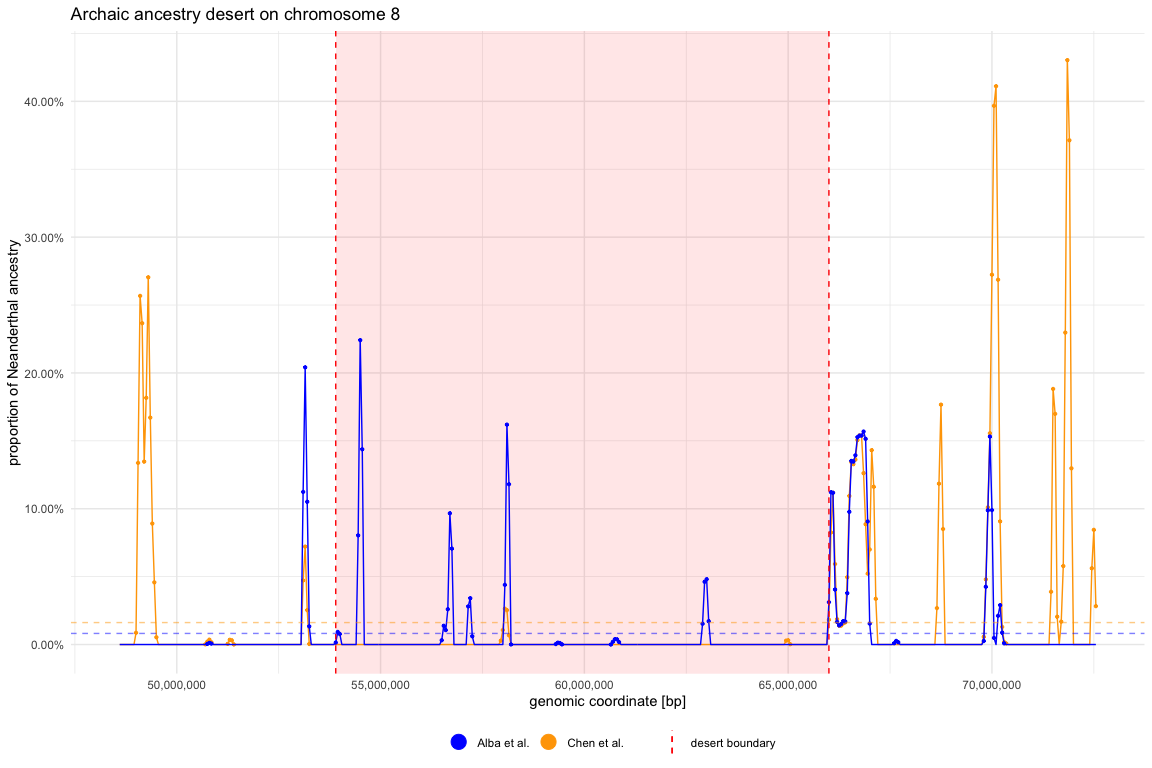 Archaic ancestry desert on chromosome 8
proportion of Neanderthal ancestry
40.00%
30.00%
20.00%
10.00%
0.00%
50,000,000 55,000,000 60,000,000 65,000,000 70,000,000
genomic coordinate [bp]
Alba et al. Chen et al. desert boundary